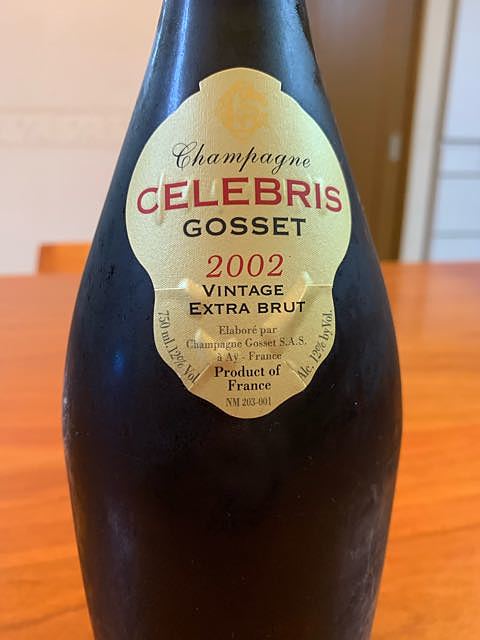 Champagne
CELEBRIS
GOSSET
2002
VINTAGE
EXTRA BRUT
Elaboré par
Champagne Gosset S.A.S.
à Aÿ - France
Product of
France
NM 203-001
750 ml. 12% Vol.
Alc. 12% by Vol.